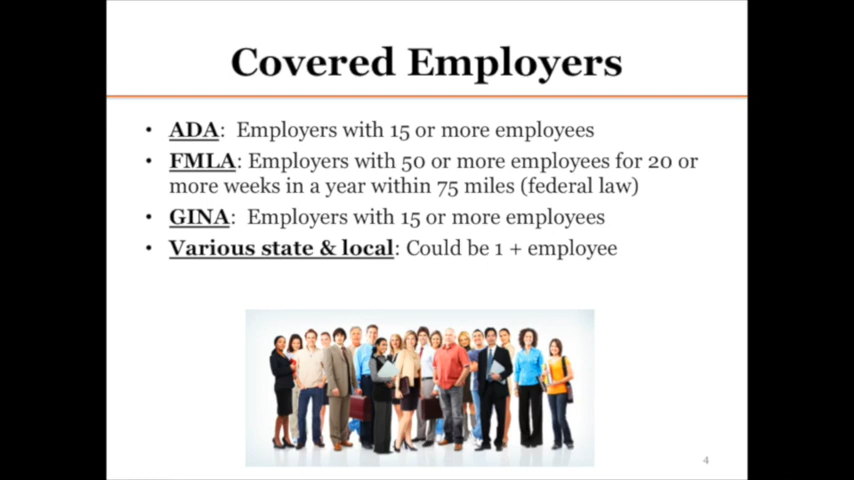 Covered Employers
• ADA: Employers with 15 or more employees
• FMLA: Employers with 50 or more employees for 20 or
more weeks in a year within 75 miles (federal law)
• GINA: Employers with 15 or more employees
• Various state & local: Could be 1 + employee
4